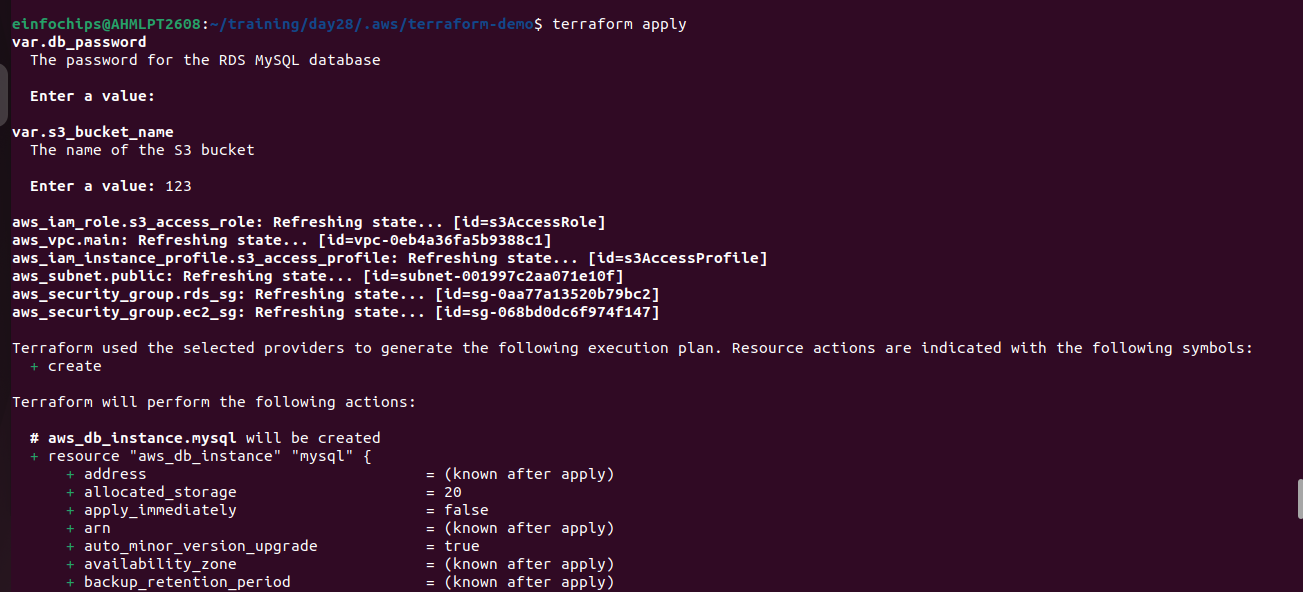 einfochips@AHMLPT2608:~/training/day28/.aws/terraform-demo$ terraform apply
var.db_password
  The password for the RDS MySQL database

  Enter a value:

var.s3_bucket_name
  The name of the S3 bucket

  Enter a value: 123

aws_iam_role.s3_access_role: Refreshing state... [id=s3AccessRole]
aws_vpc.main: Refreshing state... [id=vpc-0eb4a36fa5b9388c1]
aws_iam_instance_profile.s3_access_profile: Refreshing state... [id=s3AccessProfile]
aws_subnet.public: Refreshing state... [id=subnet-001997c2aa071e10f]
aws_security_group.rds_sg: Refreshing state... [id=sg-0aa77a13520b79bc2]
aws_security_group.ec2_sg: Refreshing state... [id=sg-068bd0dc6f974f147]

Terraform used the selected providers to generate the following execution plan. Resource actions are indicated with the following symbols:
  + create

Terraform will perform the following actions:

  # aws_db_instance.mysql will be created
  + resource "aws_db_instance" "mysql" {
      + address                               = (known after apply)
      + allocated_storage                     = 20
      + apply_immediately                     = false
      + arn                                   = (known after apply)
      + auto_minor_version_upgrade            = true
      + availability_zone                     = (known after apply)
      + backup_retention_period               = (known after apply)